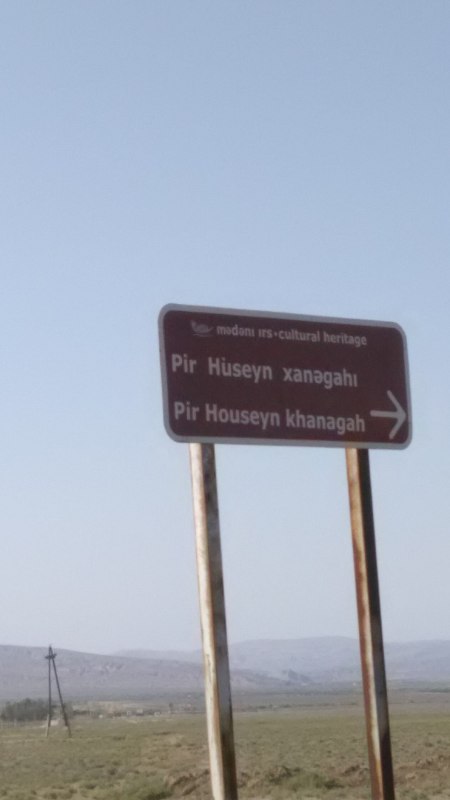 mədəni irs•cultural heritage
Pir Hüseyn xanəgahı
Pir Houseyn khanagah